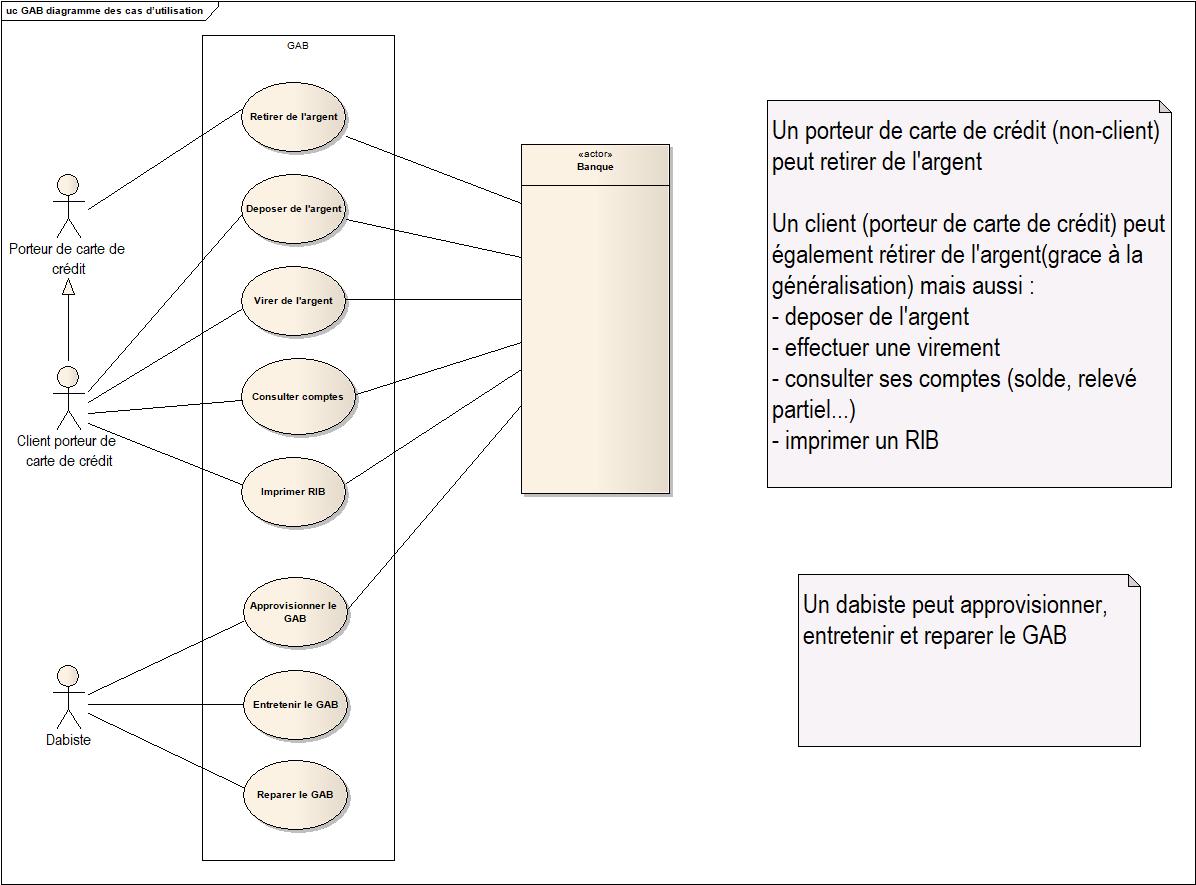 uc GAB diagramme des cas d'utilisation
GAB
Retirer de l'argent
Deposer de l'argent
Virer de l'argent
Consulter comptes
Imprimer RIB
Approvisionner le
GAB
Entretenir le GAB
Reparer le GAB
Porteur de carte de
crédit
Client porteur de
carte de crédit
Dabiste
«actor»
Banque
Un porteur de carte de crédit (non-client)
peut retirer de l'argent
Un client (porteur de carte de crédit) peut
également rétirer de l'argent(grace à la
généralisation) mais aussi :
- deposer de l'argent
- effectuer une virement
- consulter ses comptes (solde, relevé
partiel...)
- imprimer un RIB
Un dabiste peut approvisionner,
entretenir et reparer le GAB